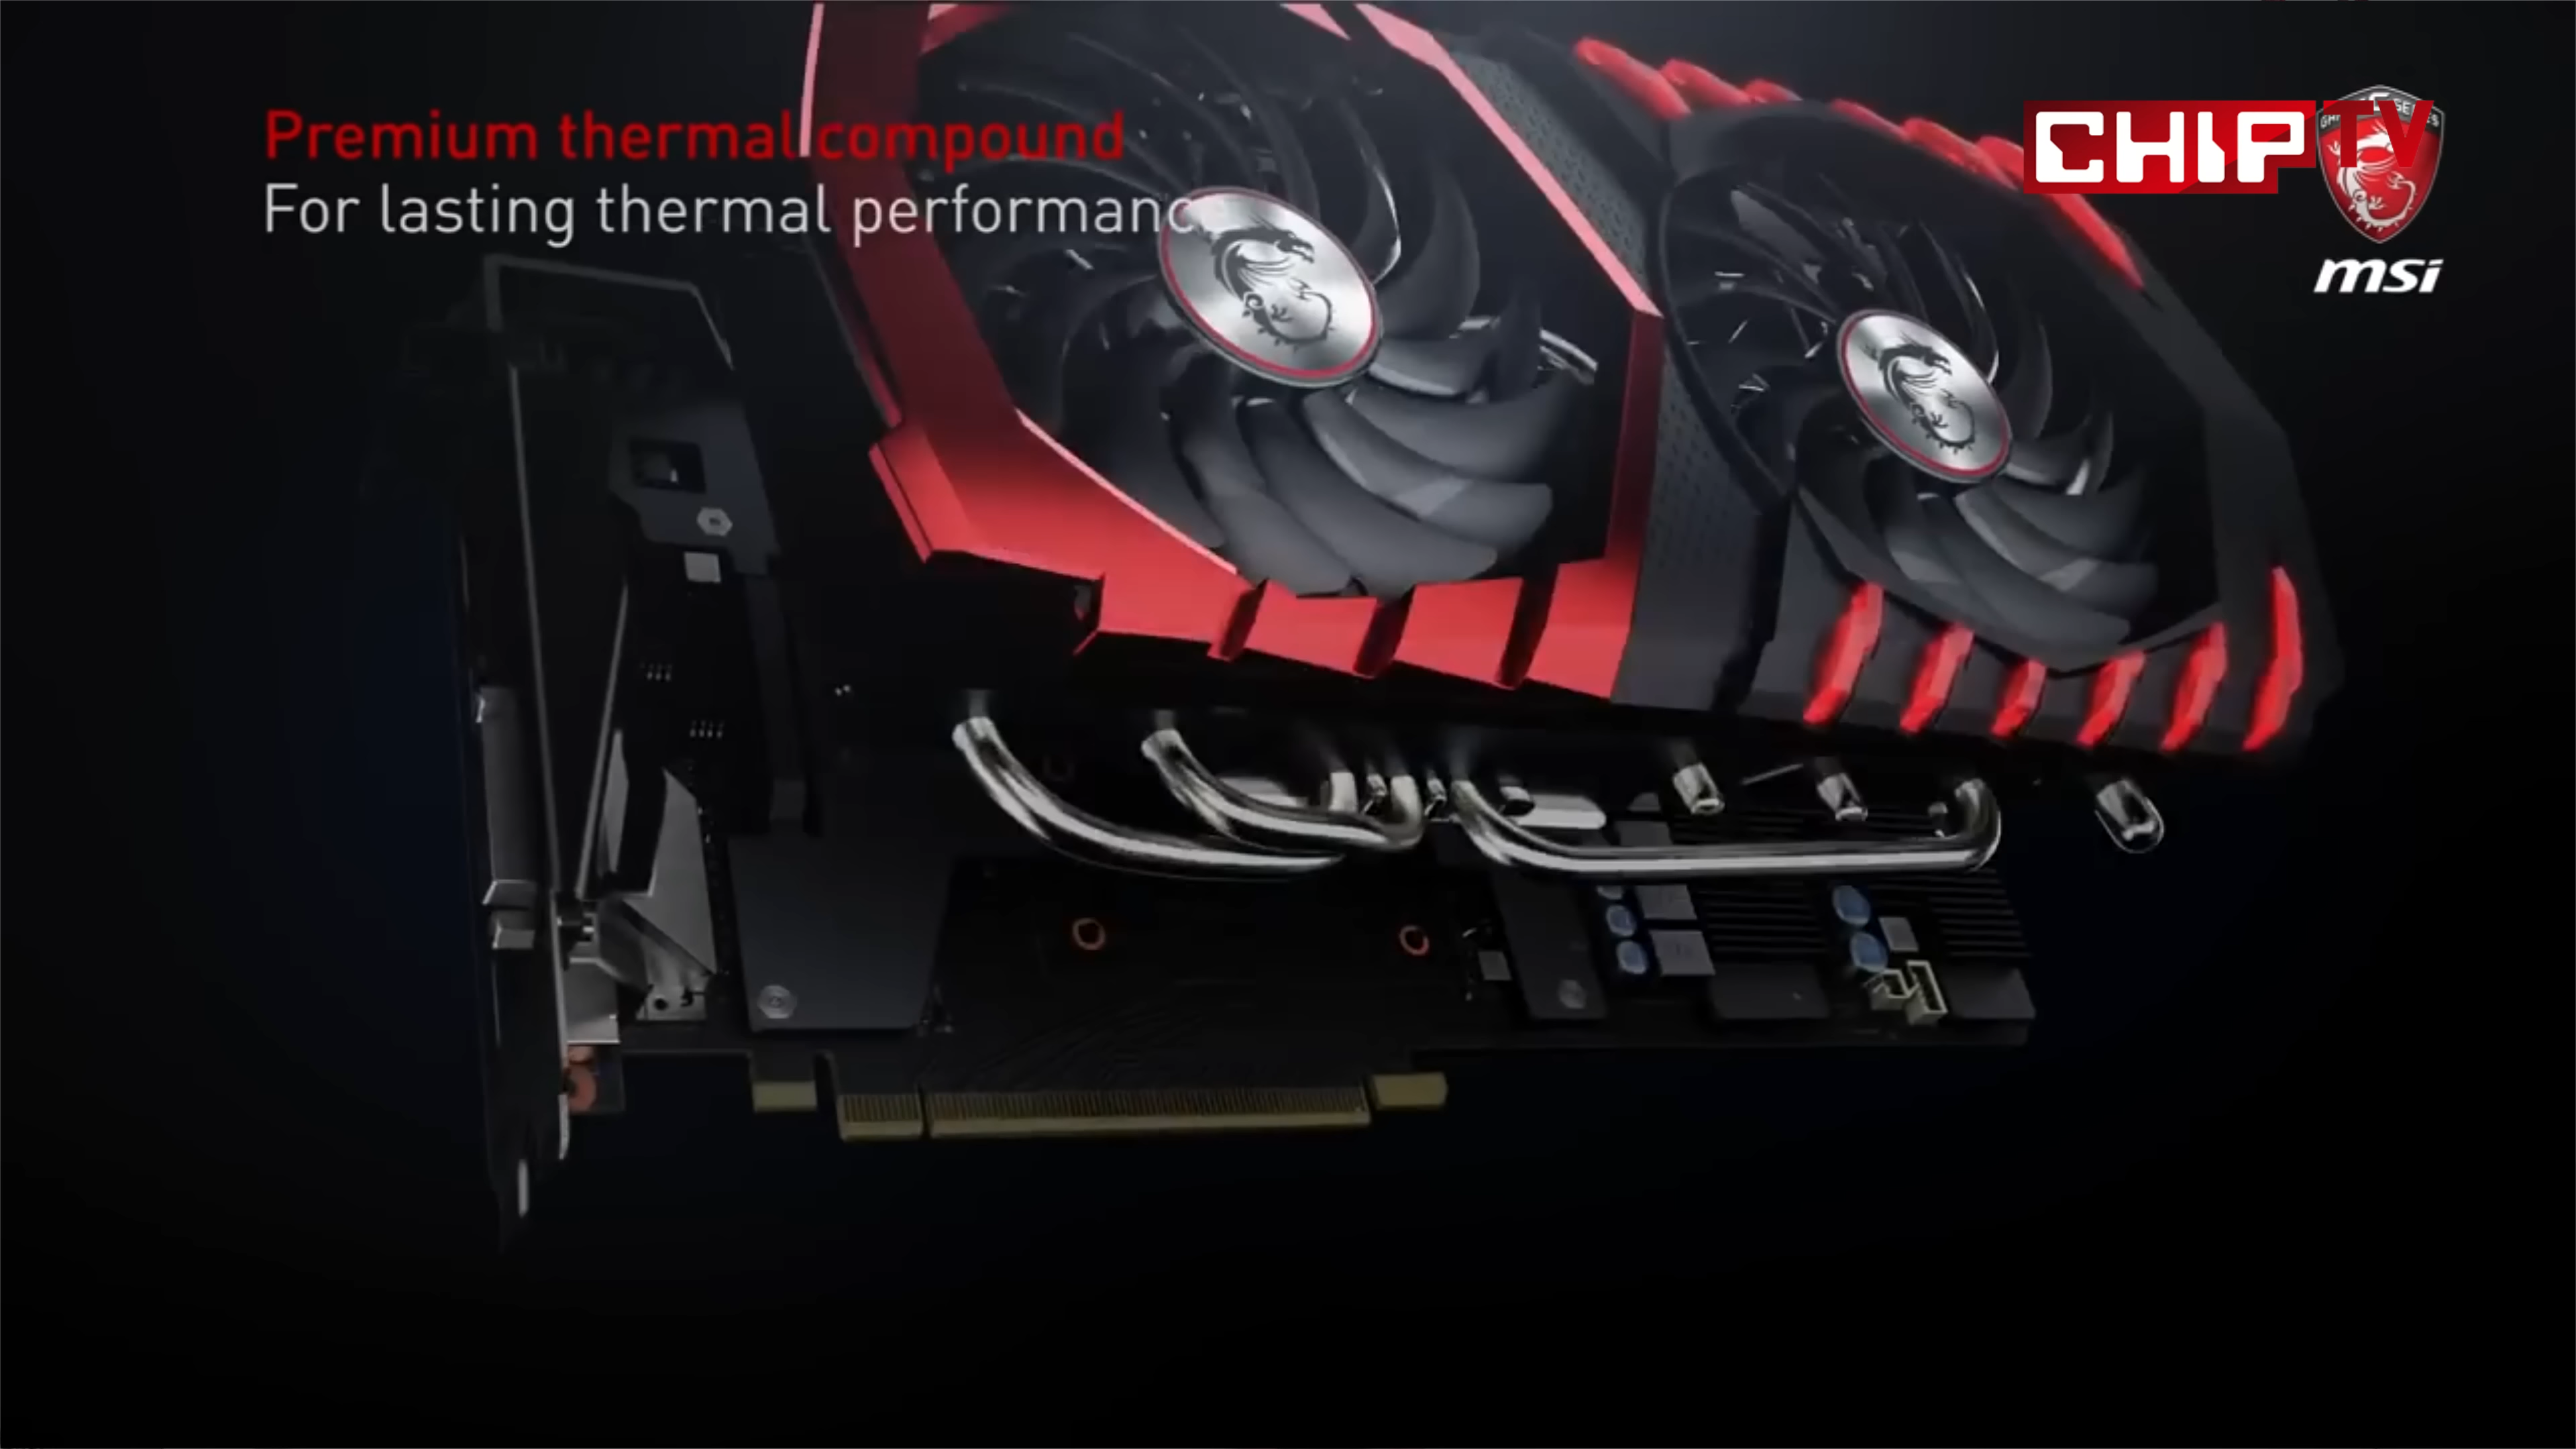 Premium thermal compound
For lasting thermal performanc
CHIP TV
msi